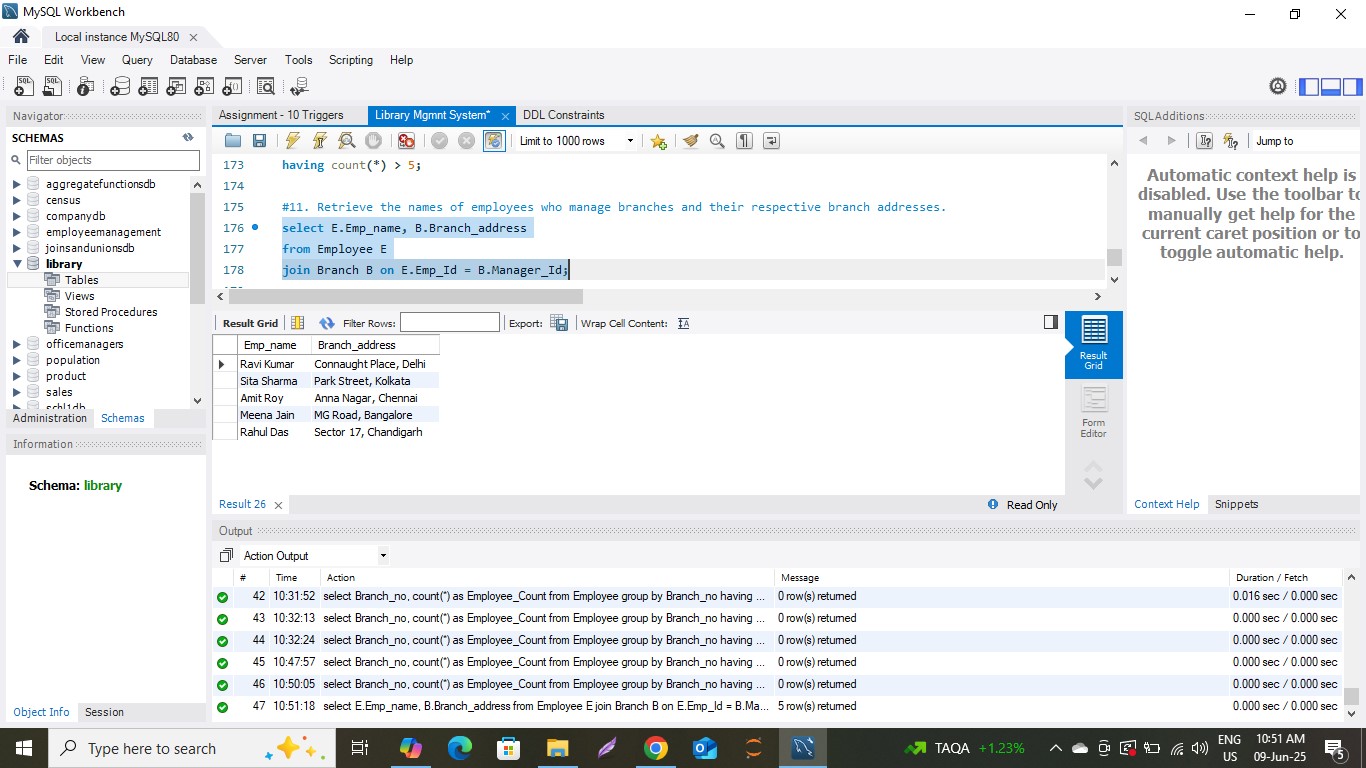 MySQL Workbench
Local instance MySQL80
File Edit View Query Database Server Tools Scripting Help
Navigator
SCHEMAS
Filter objects
aggregatefunctionsdb
census
companydb
employeemanagement
joinsandunionsdb
library
Tables
Views
Stored Procedures
Functions
officemanagers
population
product
sales
Administration Schemas
Information
Schema: library
Object Info Session
Assignment - 10 Triggers Library Mgmnt System* DDL Constraints
Limit to 1000 rows
173 having count(*) > 5;
174
175 #11. Retrieve the names of employees who manage branches and their respective branch addresses.
176 select E.Emp_name, B.Branch_address
177 from Employee E
178 join Branch B on E.Emp_Id = B.Manager_Id;
Result Grid Filter Rows: Export: Wrap Cell Content:
Emp_name Branch_address
Ravi Kumar Connaught Place, Delhi
Sita Sharma Park Street, Kolkata
Amit Roy Anna Nagar, Chennai
Meena Jain MG Road, Bangalore
Rahul Das Sector 17, Chandigarh
Result Grid
Form Editor
Result 26 Read Only
SQLAdditions
Jump to
Automatic context help is
disabled. Use the toolbar to
manually get help for the
current caret position or to
toggle automatic help.
Context Help Snippets
Output
Action Output
# Time Action Message Duration / Fetch
42 10:31:52 select Branch_no, count(*) as Employee_Count from Employee group by Branch_no having ... 0 row(s) returned 0.016 sec / 0.000 sec
43 10:32:13 select Branch_no, count(*) as Employee_Count from Employee group by Branch_no having ... 0 row(s) returned 0.000 sec / 0.000 sec
44 10:32:24 select Branch_no, count(*) as Employee_Count from Employee group by Branch_no having ... 0 row(s) returned 0.000 sec / 0.000 sec
45 10:47:57 select Branch_no, count(*) as Employee_Count from Employee group by Branch_no having ... 0 row(s) returned 0.000 sec / 0.000 sec
46 10:50:05 select Branch_no, count(*) as Employee_Count from Employee group by Branch_no having ... 0 row(s) returned 0.000 sec / 0.000 sec
47 10:51:18 select E.Emp_name, B.Branch_address from Employee E join Branch B on E.Emp_Id = B.Ma... 5 row(s) returned 0.000 sec / 0.000 sec
Type here to search
TAQA +1.23%
ENG US
10:51 AM
09-Jun-25
5